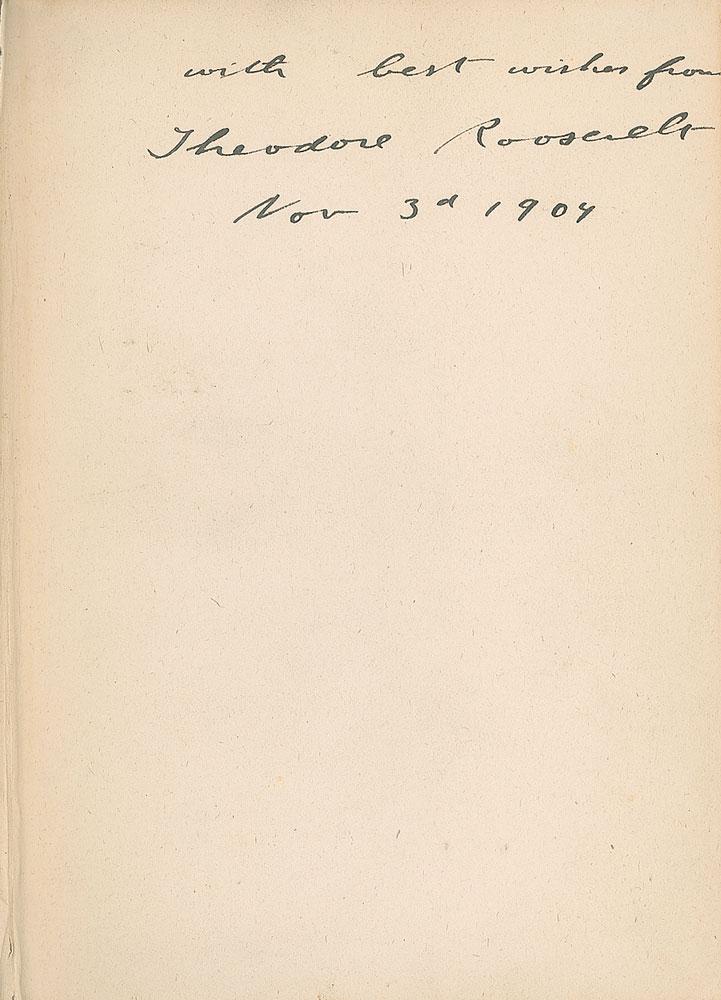 with best wishes from
Theodore Roosevelt
Nov 3d 1904